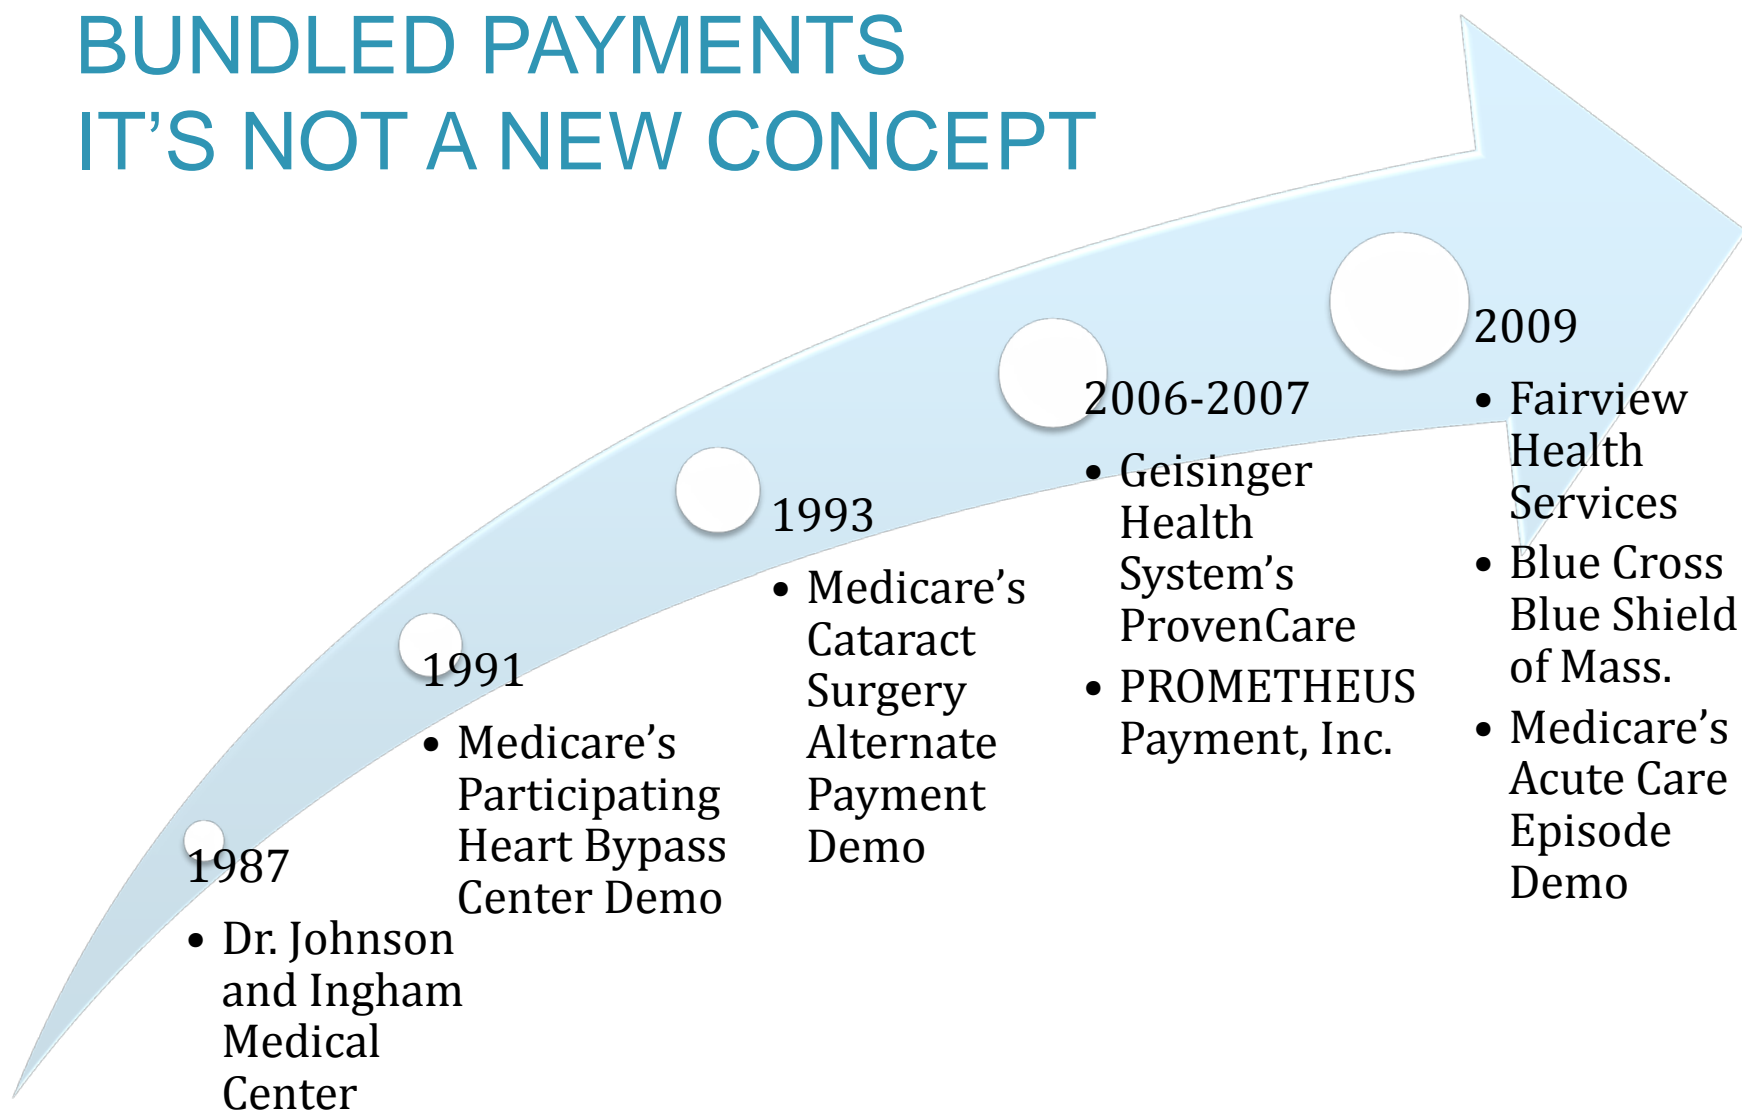 BUNDLED PAYMENTS
IT’S NOT A NEW CONCEPT
1987
• Dr. Johnson
and Ingham
Medical
Center
1991
• Medicare’s
Participating
Heart Bypass
Center Demo
1993
• Medicare’s
Cataract
Surgery
Alternate
Payment
Demo
2006-2007
• Geisinger
Health
System’s
ProvenCare
• PROMETHEUS
Payment, Inc.
2009
• Fairview
Health
Services
• Blue Cross
Blue Shield
of Mass.
• Medicare’s
Acute Care
Episode
Demo